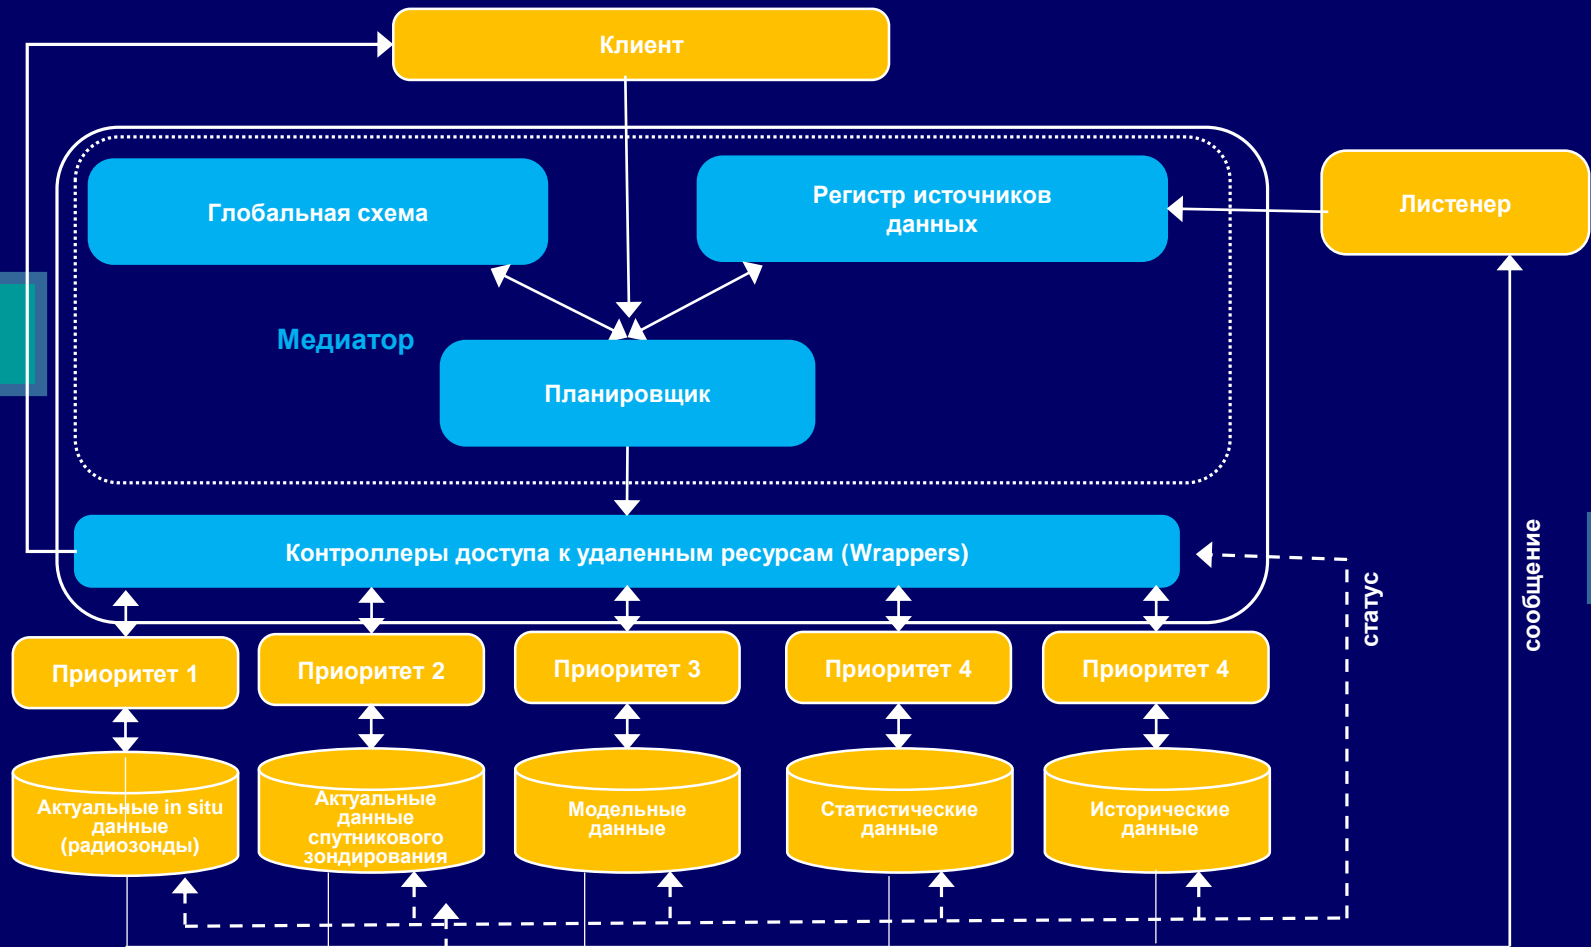 Клиент
Глобальная схема
Регистр источников
данных
Листенер
Медиатор
Планировщик
Контроллеры доступа к удаленным ресурсам (Wrappers)
статус
сообщение
Приоритет 1
Приоритет 2
Приоритет 3
Приоритет 4
Приоритет 4
Актуальные in situ
данные
(радиозонды)
Актуальные
данные
спутникового
зондирования
Модельные
данные
Статистические
данные
Исторические
данные